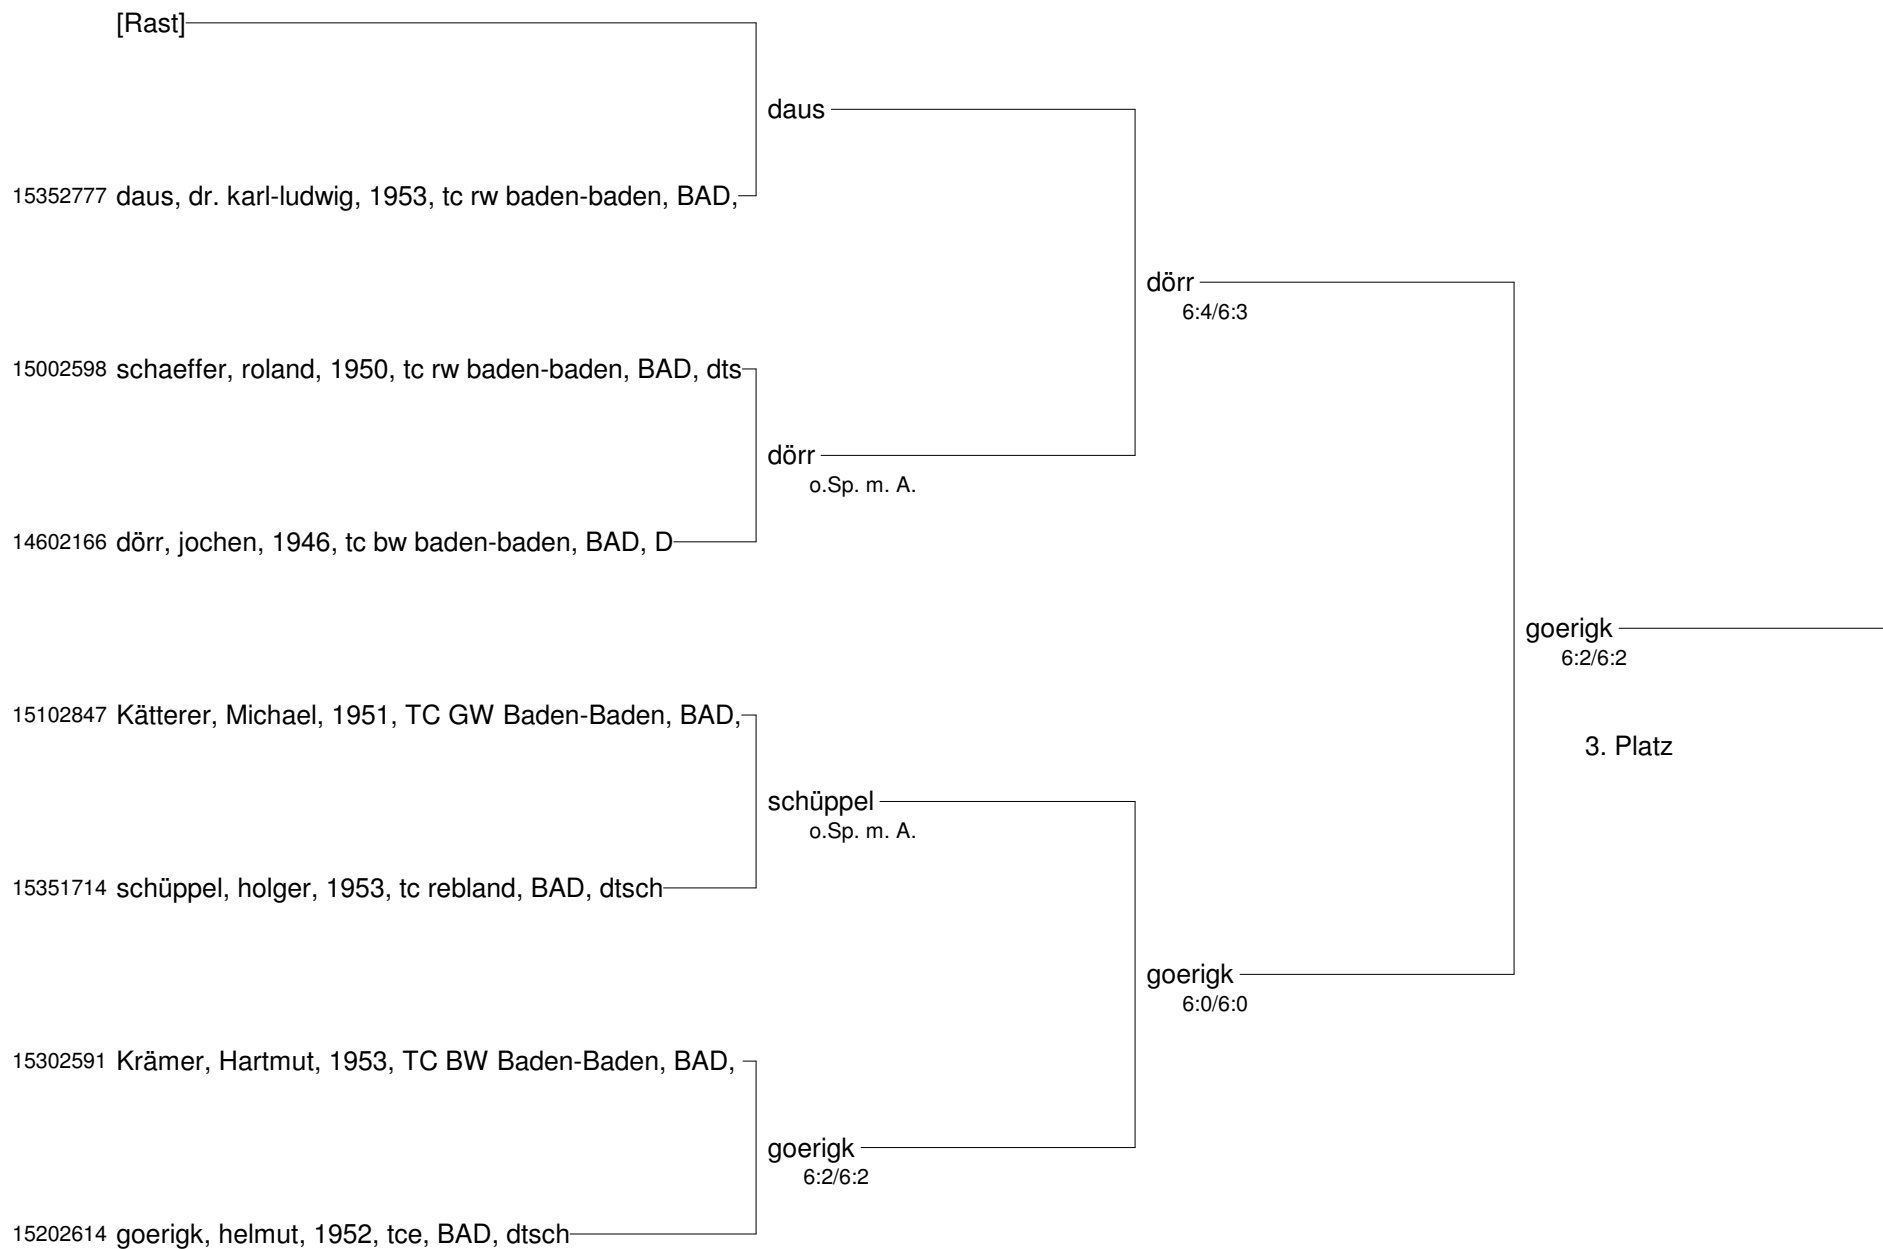 [Rast]
daus
15352777 daus, dr. karl-ludwig, 1953, tc rw baden-baden, BAD,
dörr
6:4/6:3
15002598 schaeffer, roland, 1950, tc rw baden-baden, BAD, dts
dörr
o.Sp. m. A.
14602166 dörr, jochen, 1946, tc bw baden-baden, BAD, D
goerigk
6:2/6:2
15102847 Kätterer, Michael, 1951, TC GW Baden-Baden, BAD,
3. Platz
schüppel
o.Sp. m. A.
15351714 schüppel, holger, 1953, tc rebland, BAD, dtsch
goerigk
6:0/6:0
15302591 Krämer, Hartmut, 1953, TC BW Baden-Baden, BAD,
goerigk
6:2/6:2
15202614 goerigk, helmut, 1952, tce, BAD, dtsch